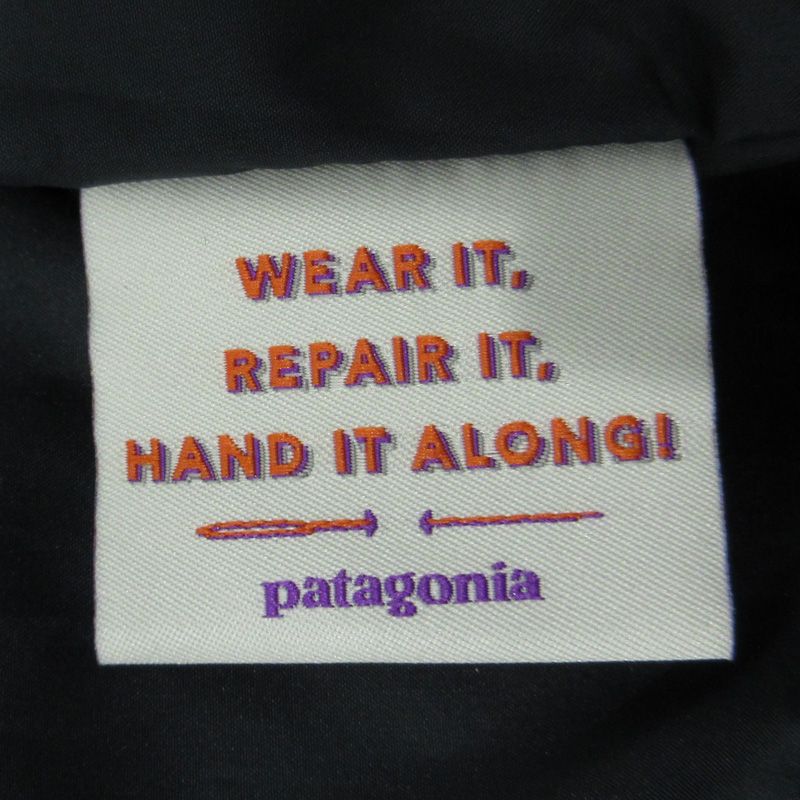 WEAR IT,
REPAIR IT,
HAND IT ALONG!
patagonia